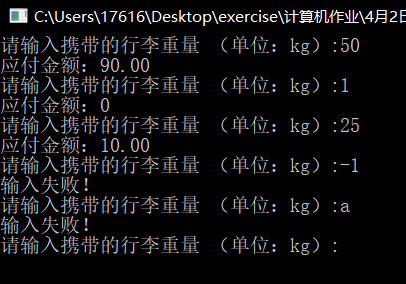 C:\Users\17616\Desktop\exercise\计算机作业\4月2日
请输入携带的行李重量 （单位：kg）:50
应付金额：90.00
请输入携带的行李重量 （单位：kg）:1
应付金额：0
请输入携带的行李重量 （单位：kg）:25
应付金额：10.00
请输入携带的行李重量 （单位：kg）:-1
输入失败！
请输入携带的行李重量 （单位：kg）:a
输入失败！
请输入携带的行李重量 （单位：kg）: